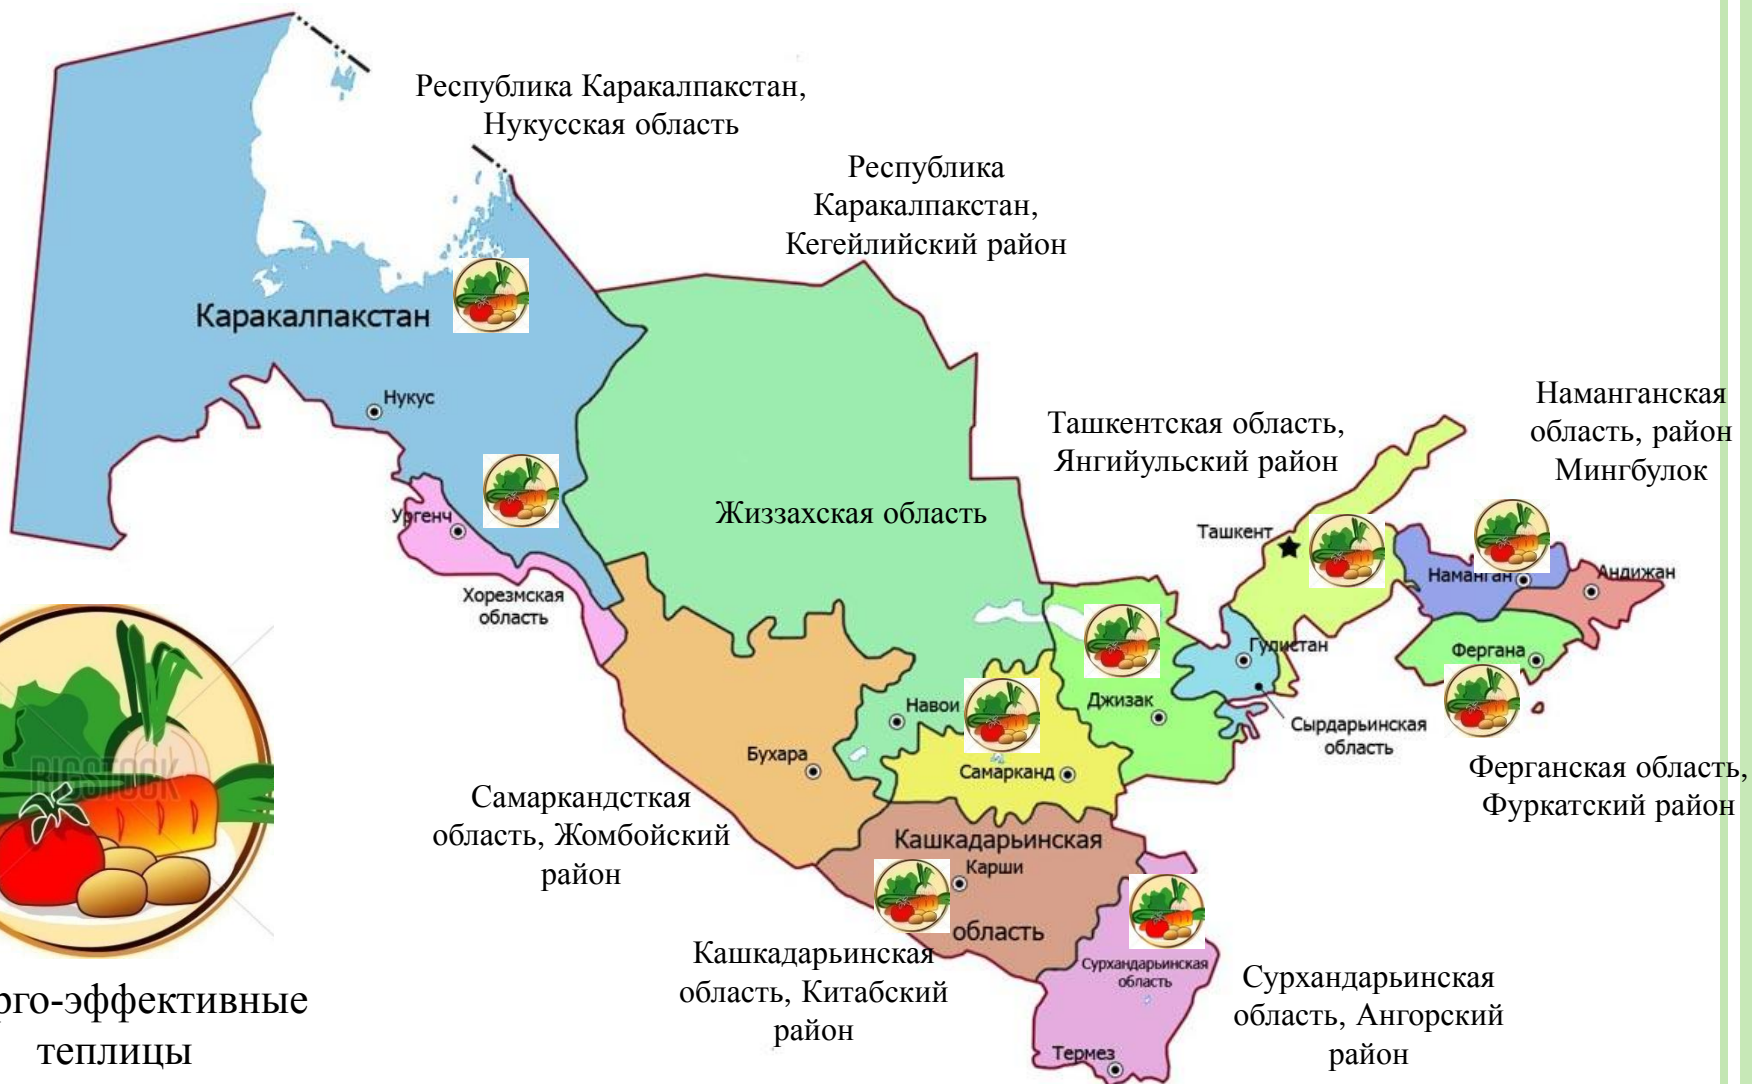 Республика Каракалпакстан,
Нукусская область
Республика
Каракалпакстан,
Кегейлийский район
Каракалпакстан
Нукус
Наманганская
область, район
Мингбулок
Ташкентская область,
Янгийульский район
Жиззахская область
Ургенч
Ташкент
Наманган
Андижан
Хорезмская
область
Гулистан
Фергана
Навои
Джизак
Сырдарьинская
область
Бухара
Самарканд
Ферганская область,
Фуркатский район
Самаркандсткая
область, Жомбойский
район
BIGSTOCK
Кашкадарьинская
Карши
область
Кашкадарьинская
область, Китабский
район
Сурхандарьинская
область
Сурхандарьинская
область, Ангорский
район
рго-эффективные
теплицы
Термез